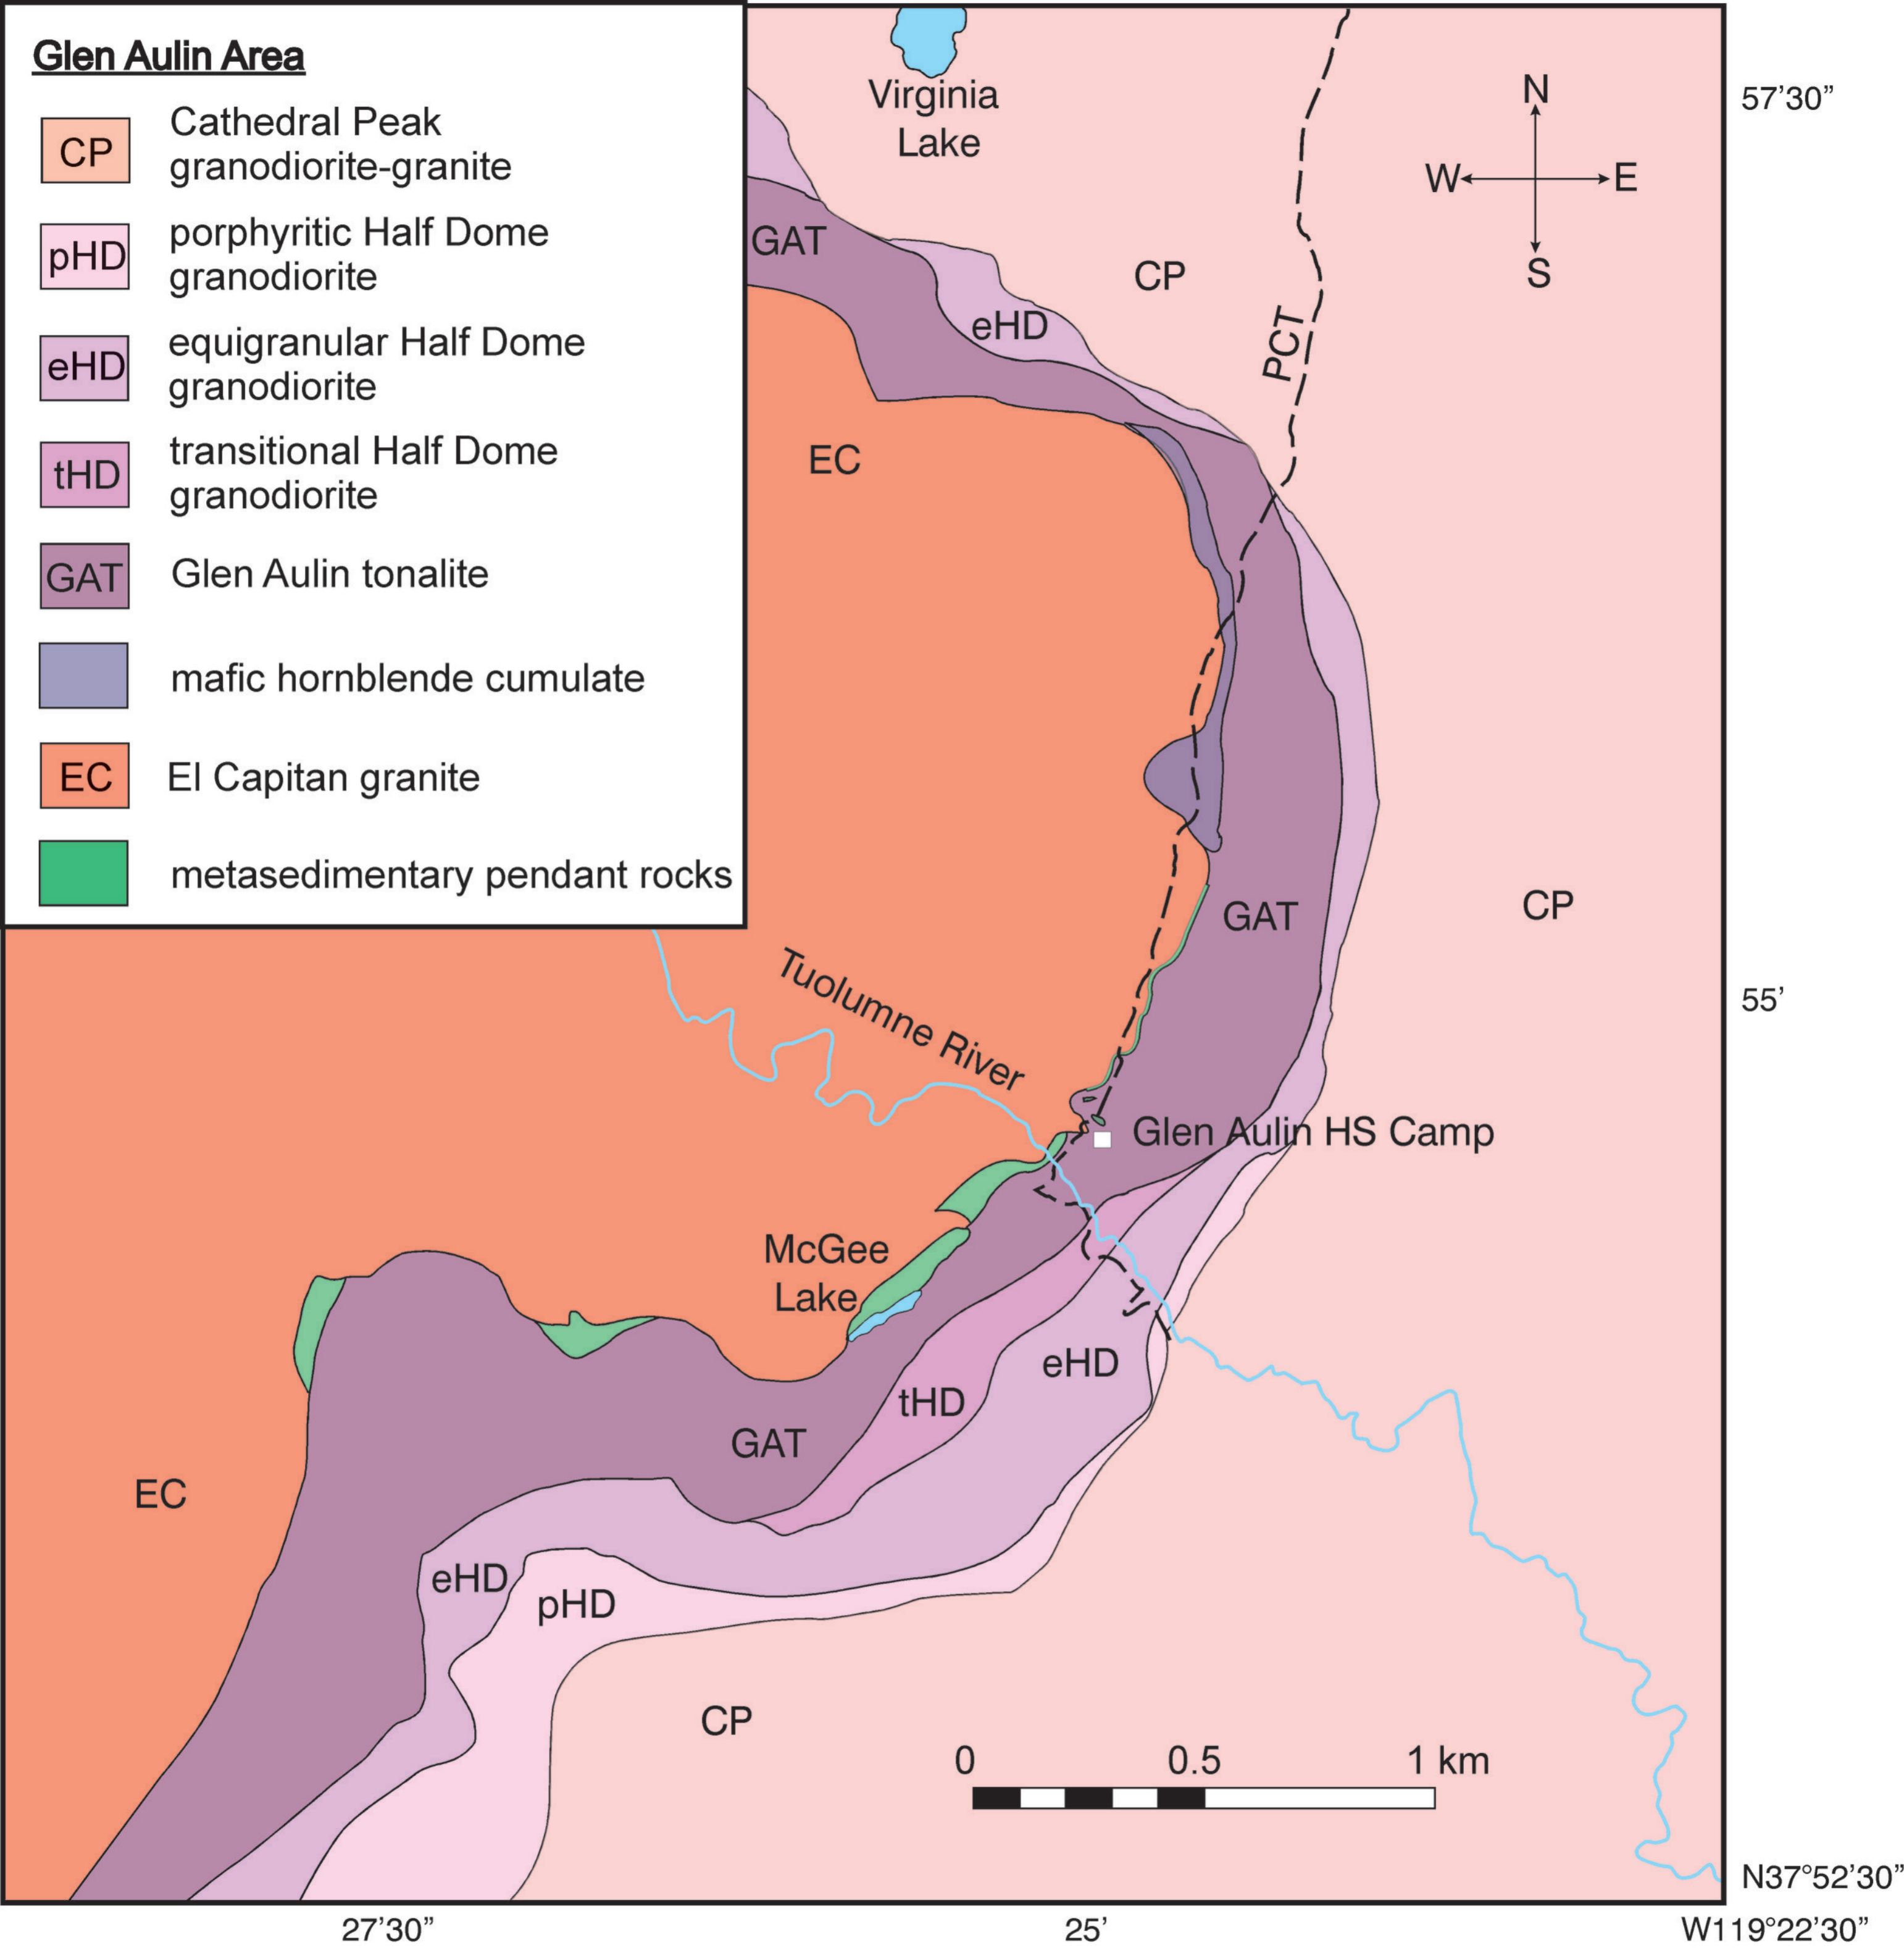 Glen Aulin Area
CP
Cathedral Peak
granodiorite-granite
pHD
porphyritic Half Dome
granodiorite
eHD
equigranular Half Dome
granodiorite
tHD
transitional Half Dome
granodiorite
GAT
Glen Aulin tonalite
mafic hornblende cumulate
EC
El Capitan granite
metasedimentary pendant rocks
Virginia
Lake
N
W
E
S
57’30”
GAT
CP
eHD
PCT
EC
CP
GAT
55’
Tuolumne River
Glen Aulin HS Camp
McGee
Lake
eHD
tHD
GAT
EC
eHD
pHD
CP
0
0.5
1 km
N37°52’30”
27’30”
25’
W119°22’30”